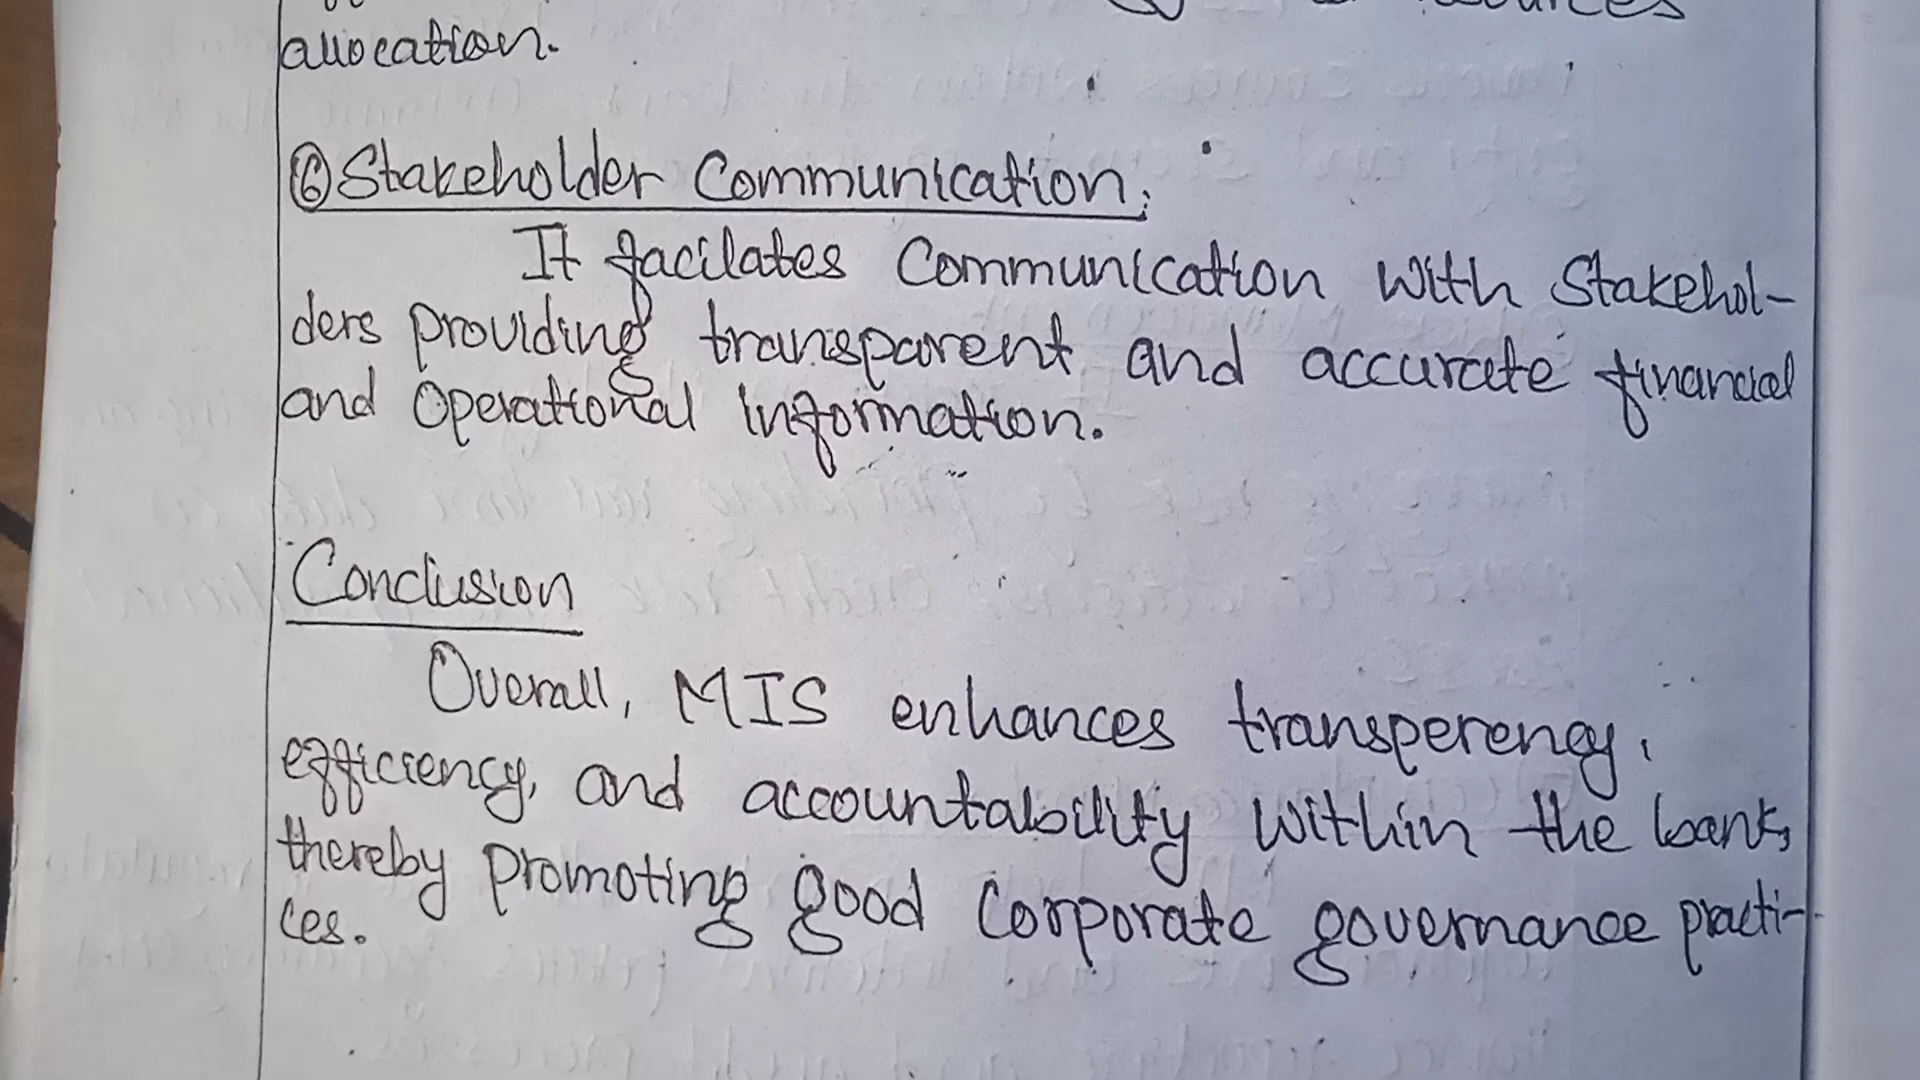 allocation.
⑥ Stakeholder Communication:
It facilates Communication with Stakehol-
ders providing transparent and accurate financial
and Operational information.
Conclusion
Overall, MIS enhances transperency,
efficiency, and accountability within the bank,
thereby promoting good Corporate governance practi-
ces.